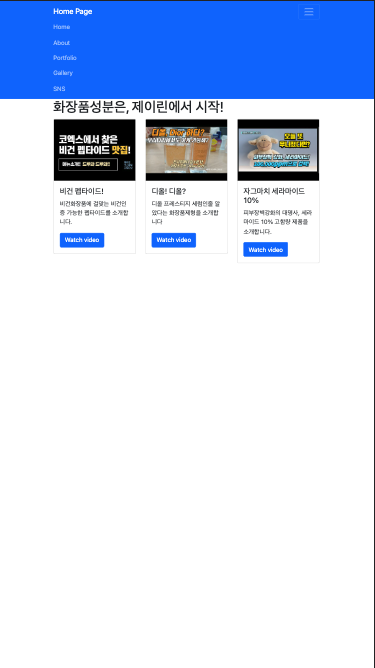 Home Page
Home
About
Portfolio
Gallery
SNS
화장품성분은, 제이린에서 시작!
코엑스에서 찾은
비건 펩타이드 맛집!
디올! 디올?
비건 펩타이드!
비건화장품에 걸맞는 비건인
증 가능한 펩타이드를 소개합
니다.
Watch video
디올 프레스티지 세럼인줄 알
았다는 화장품제형을 소개합
니다
Watch video
자그마치 세라마이드
10%
피부장벽강화의 대명사, 세라
마이드 10% 고함량 제품을
소개합니다.
Watch video